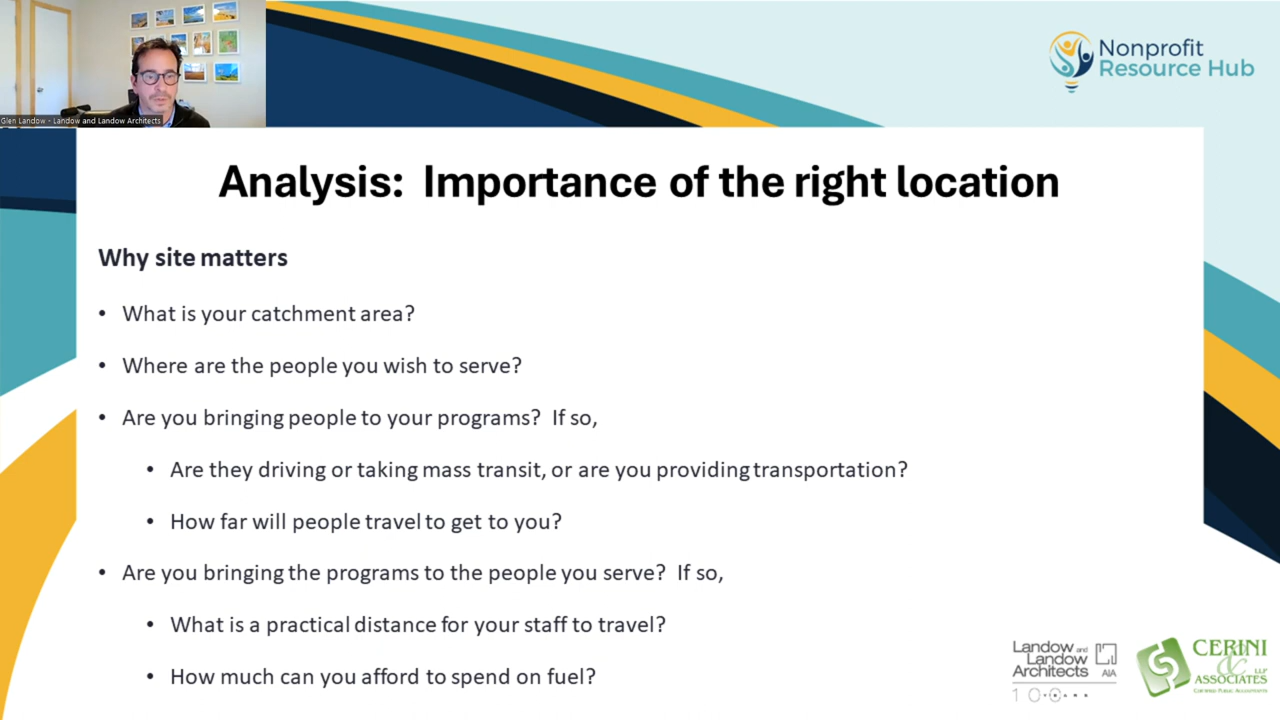 Glen Landow - Landow and Landow Architects
Nonprofit
Resource Hub
Analysis: Importance of the right location
Why site matters
• What is your catchment area?
• Where are the people you wish to serve?
• Are you bringing people to your programs? If so,
• Are they driving or taking mass transit, or are you providing transportation?
• How far will people travel to get to you?
• Are you bringing the programs to the people you serve? If so,
• What is a practical distance for your staff to travel?
• How much can you afford to spend on fuel?
Landow and
Landow
Architects AIA
CERINI
& ASSOCIATES LLP
Certified Public Accountants